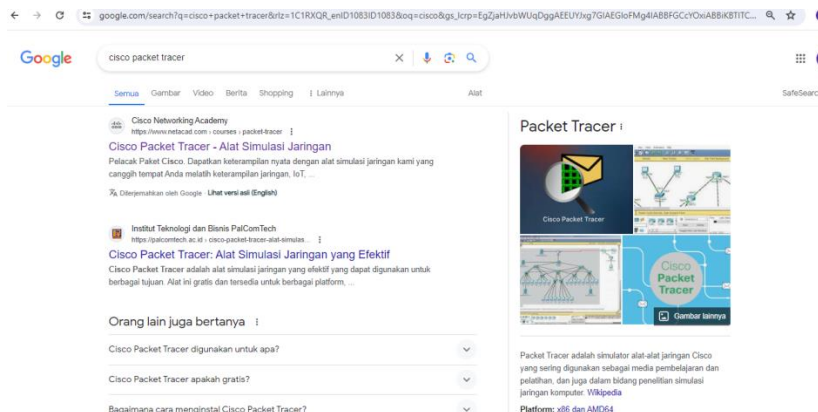 google.com/search?q=cisco+packet+tracer&rlz=1C1RXQR_enID1083ID1083&oq=cisco&gs_lcrp=
Google
cisco packet tracer
Semua Gambar Video Berita Shopping Lainnya Alat
Cisco Networking Academy
https://www.netacad.com › courses › packet-tracer
Cisco Packet Tracer - Alat Simulasi Jaringan
Pelacak Paket Cisco. Dapatkan keterampilan nyata dengan alat simulasi jaringan kami yang
canggih tempat Anda melatih keterampilan jaringan, IoT, ...
Diterjemahkan oleh Google · Lihat versi asli (English)
Institut Teknologi dan Bisnis PalComTech
https://palcomtech.ac.id › cisco-packet-tracer-alat-simulas...
Cisco Packet Tracer: Alat Simulasi Jaringan yang Efektif
Cisco Packet Tracer adalah alat simulasi jaringan yang efektif yang dapat digunakan untuk
berbagai tujuan. Alat ini gratis dan tersedia untuk berbagai platform, ...
Orang lain juga bertanya
Cisco Packet Tracer digunakan untuk apa?
Cisco Packet Tracer apakah gratis?
Bagaimana cara menginstal Cisco Packet Tracer?
SafeSearc
Packet Tracer
Cisco Packet Tracer
Cisco
Packet
Tracer
Gambar lainnya
Packet Tracer adalah simulator alat-alat jaringan Cisco
yang sering digunakan sebagai media pembelajaran dan
pelatihan, dan juga dalam bidang penelitian simulasi
jaringan komputer. Wikipedia
Platform: x86 dan AMD64